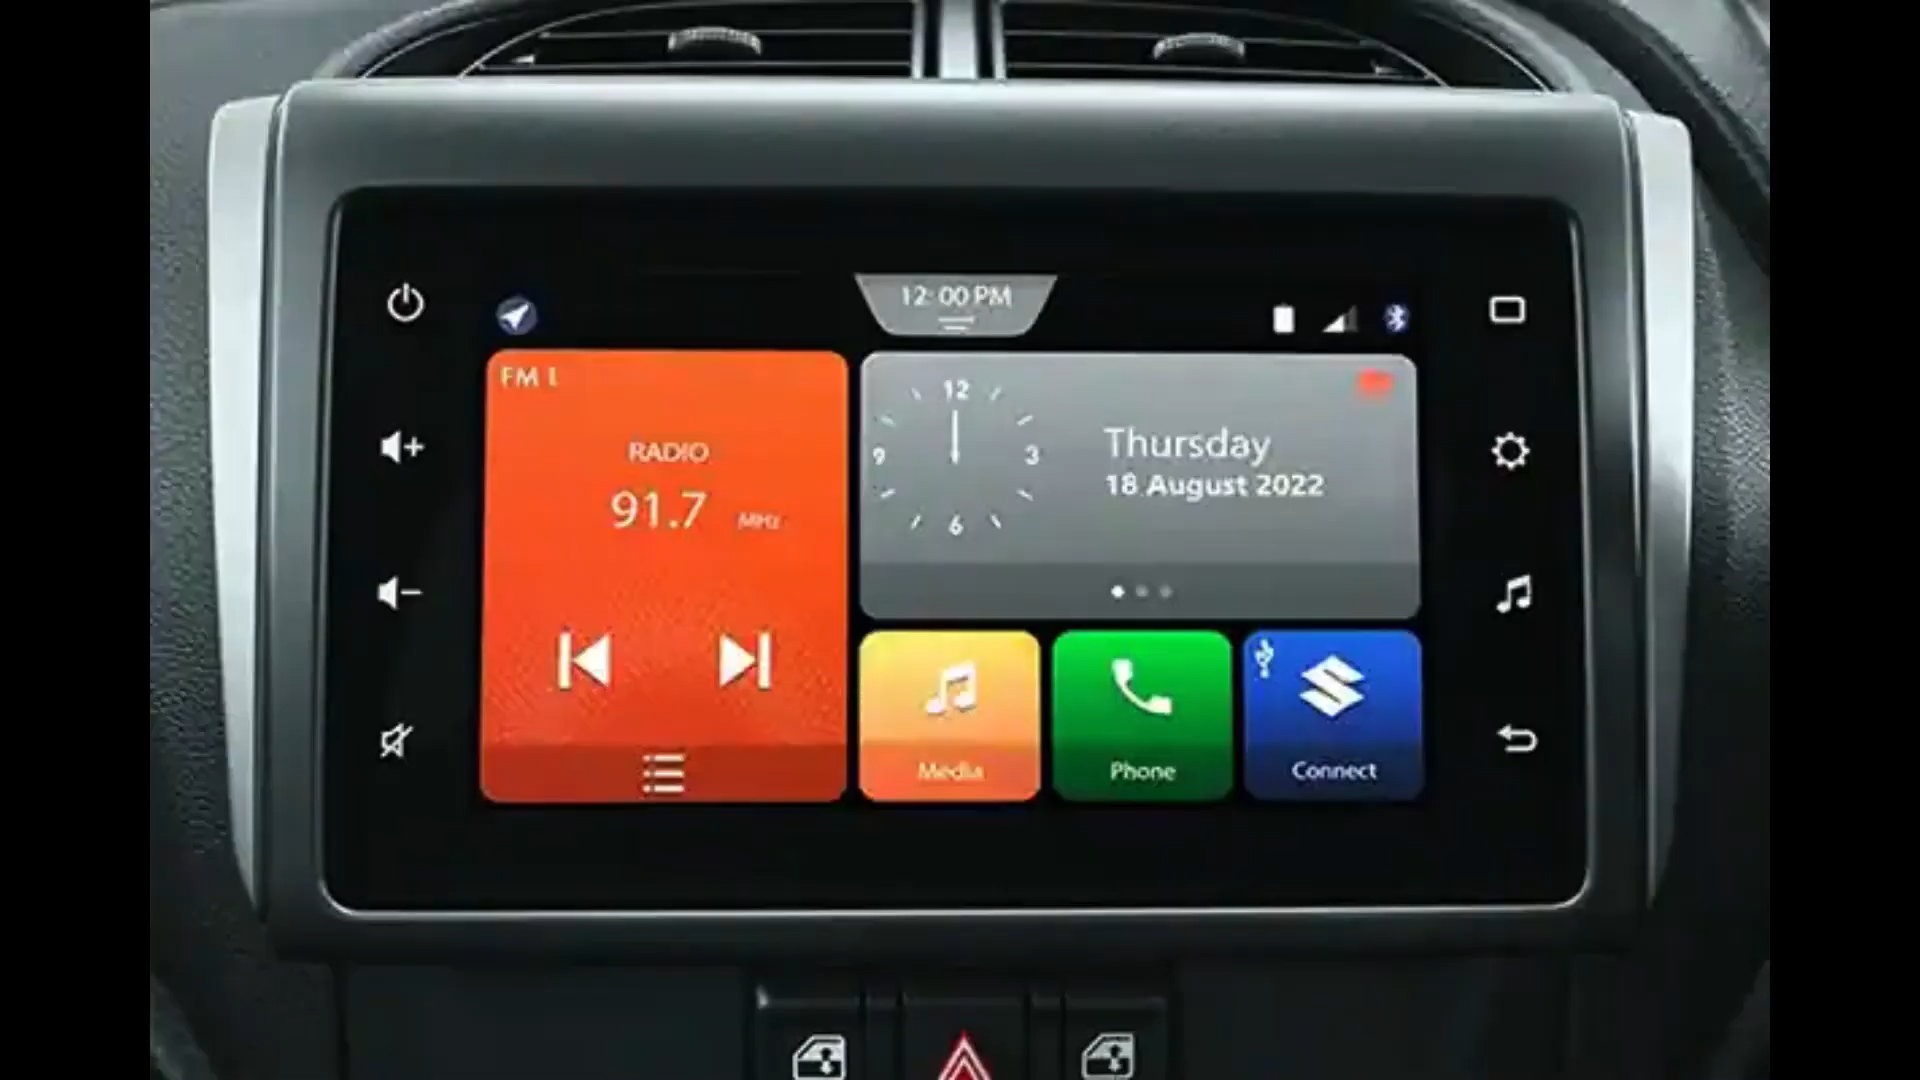 12:00 PM
FM 1
RADIO
91.7 MHz
12
9
3
6
Thursday
18 August 2022
Media
Phone
Connect